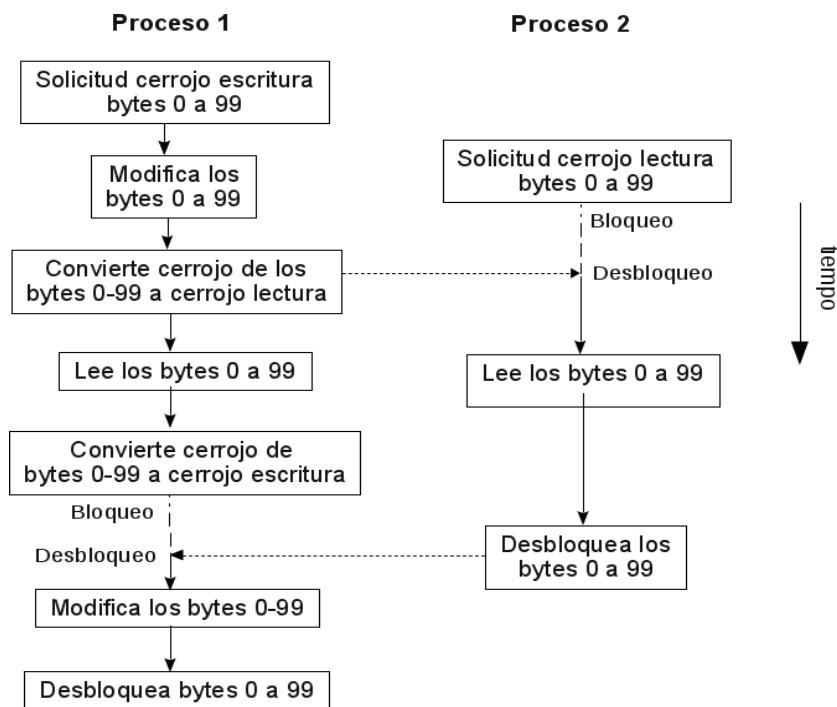 Proceso 1
Proceso 2
Solicitud cerrojo escritura
bytes 0 a 99
Modifica los
bytes 0 a 99
Convierte cerrojo de los
bytes 0-99 a cerrojo lectura
Lee los bytes 0 a 99
Convierte cerrojo de
bytes 0-99 a cerrojo escritura
Bloqueo
Desbloqueo
Modifica los bytes 0-99
Desbloquea bytes 0 a 99
Solicitud cerrojo lectura
bytes 0 a 99
Bloqueo
Desbloqueo
Lee los bytes 0 a 99
Desbloquea los
bytes 0 a 99
tiempo